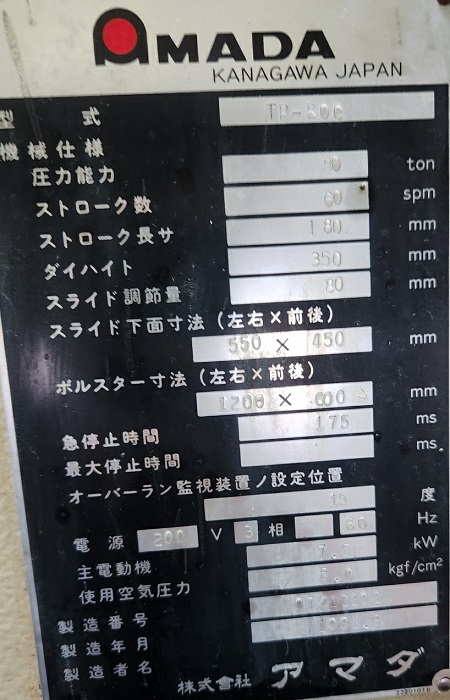 AMADA
KANAGAWA JAPAN
型 式 TP-80C
機械仕様
圧力能力 80 ton
ストローク数 60 spm
ストローク長サ 180 mm
ダイハイト 350 mm
スライド調節量 80 mm
スライド下面寸法(左右×前後)
550 × 450 mm
ボルスター寸法(左右×前後)
1200 × 600 mm
急停止時間 175 ms
最大停止時間 ms
オーバーラン監視装置ノ設定位置
15 度
電源 200 V 3 相 60 Hz
主電動機 kW
使用空気圧力 kgf/cm²
製造番号
製造年月
製造者名 株式会社 アマダ